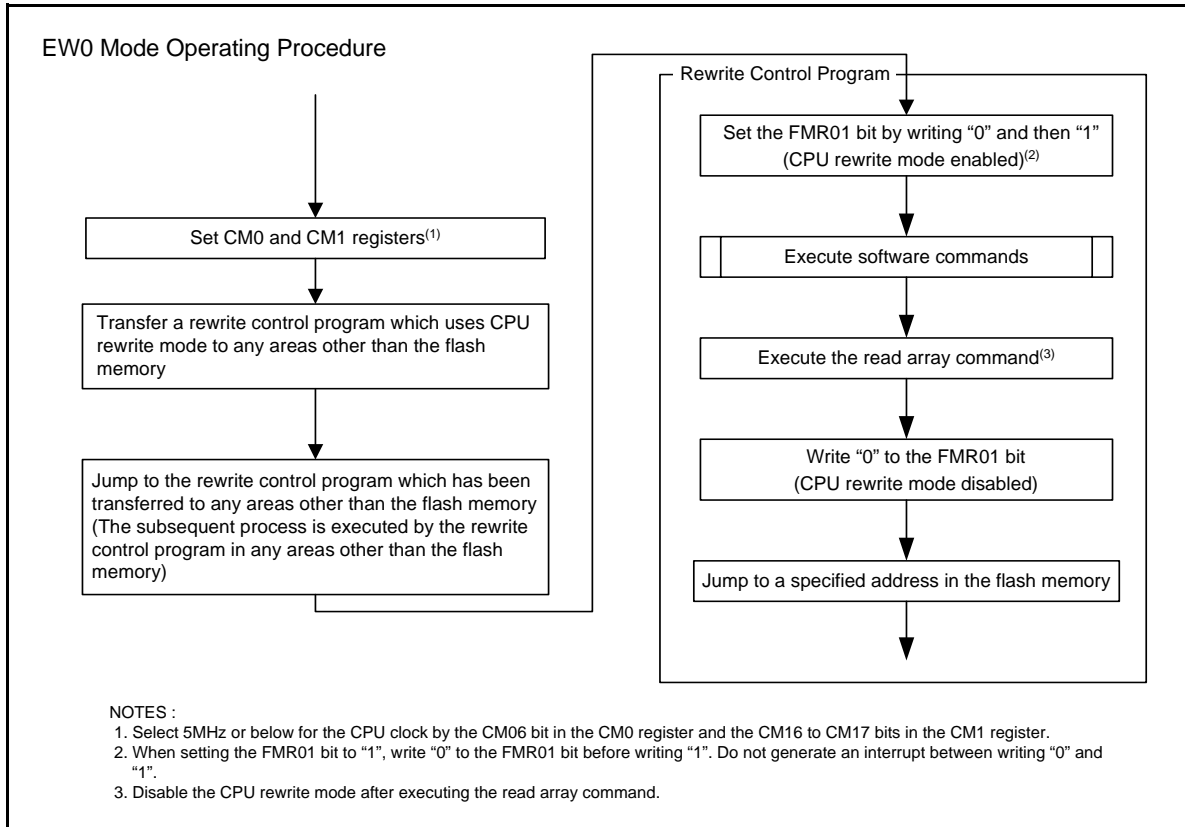 EW0 Mode Operating Procedure
Set CM0 and CM1 registers(1)
Transfer a rewrite control program which uses CPU
rewrite mode to any areas other than the flash
memory
Jump to the rewrite control program which has been
transferred to any areas other than the flash memory
(The subsequent process is executed by the rewrite
control program in any areas other than the flash
memory)
Rewrite Control Program
Set the FMR01 bit by writing “0” and then “1”
(CPU rewrite mode enabled)(2)
Execute software commands
Execute the read array command(3)
Write “0” to the FMR01 bit
(CPU rewrite mode disabled)
Jump to a specified address in the flash memory
NOTES :
1. Select 5MHz or below for the CPU clock by the CM06 bit in the CM0 register and the CM16 to CM17 bits in the CM1 register.
2. When setting the FMR01 bit to “1”, write “0” to the FMR01 bit before writing “1”. Do not generate an interrupt between writing “0” and
“1”.
3. Disable the CPU rewrite mode after executing the read array command.